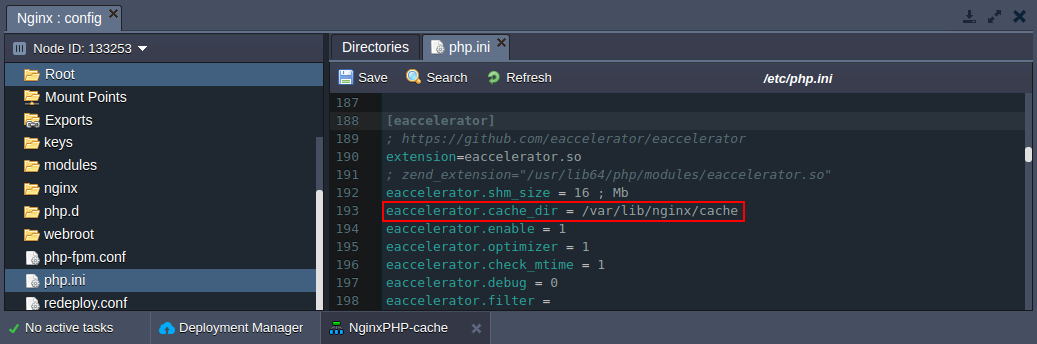 Nginx : config
Node ID: 133253
Root
Mount Points
Exports
keys
modules
nginx
php.d
webroot
php-fpm.conf
php.ini
redeploy.conf
Directories
php.ini
Save
Search
Refresh
/etc/php.ini
187
188 [eaccelerator]
189 ; https://github.com/eaccelerator/eaccelerator
190 extension=eaccelerator.so
191 ; zend_extension="/usr/lib64/php/modules/eaccelerator.so"
192 eaccelerator.shm_size = 16 ; Mb
193 eaccelerator.cache_dir = /var/lib/nginx/cache
194 eaccelerator.enable = 1
195 eaccelerator.optimizer = 1
196 eaccelerator.check_mtime = 1
197 eaccelerator.debug = 0
198 eaccelerator.filter =
No active tasks
Deployment Manager
NginxPHP-cache